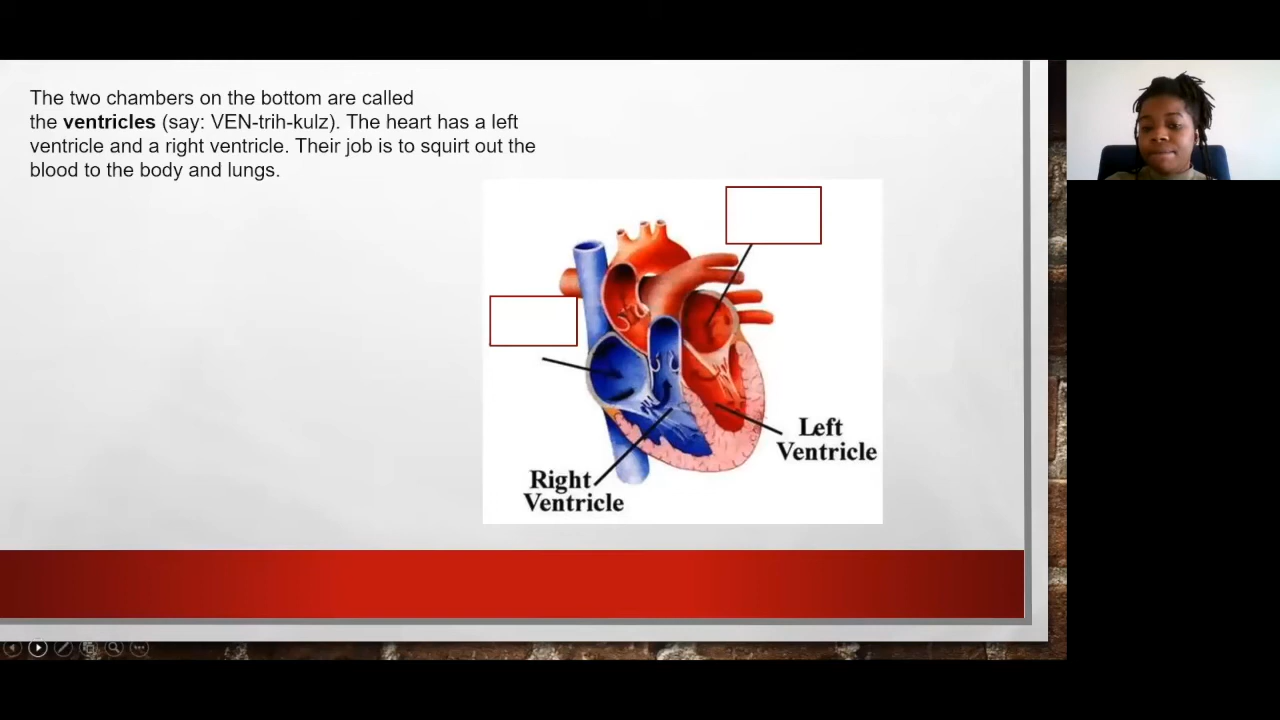 The two chambers on the bottom are called
the ventricles (say: VEN-trih-kulz). The heart has a left
ventricle and a right ventricle. Their job is to squirt out the
blood to the body and lungs.
Left
Ventricle
Right
Ventricle